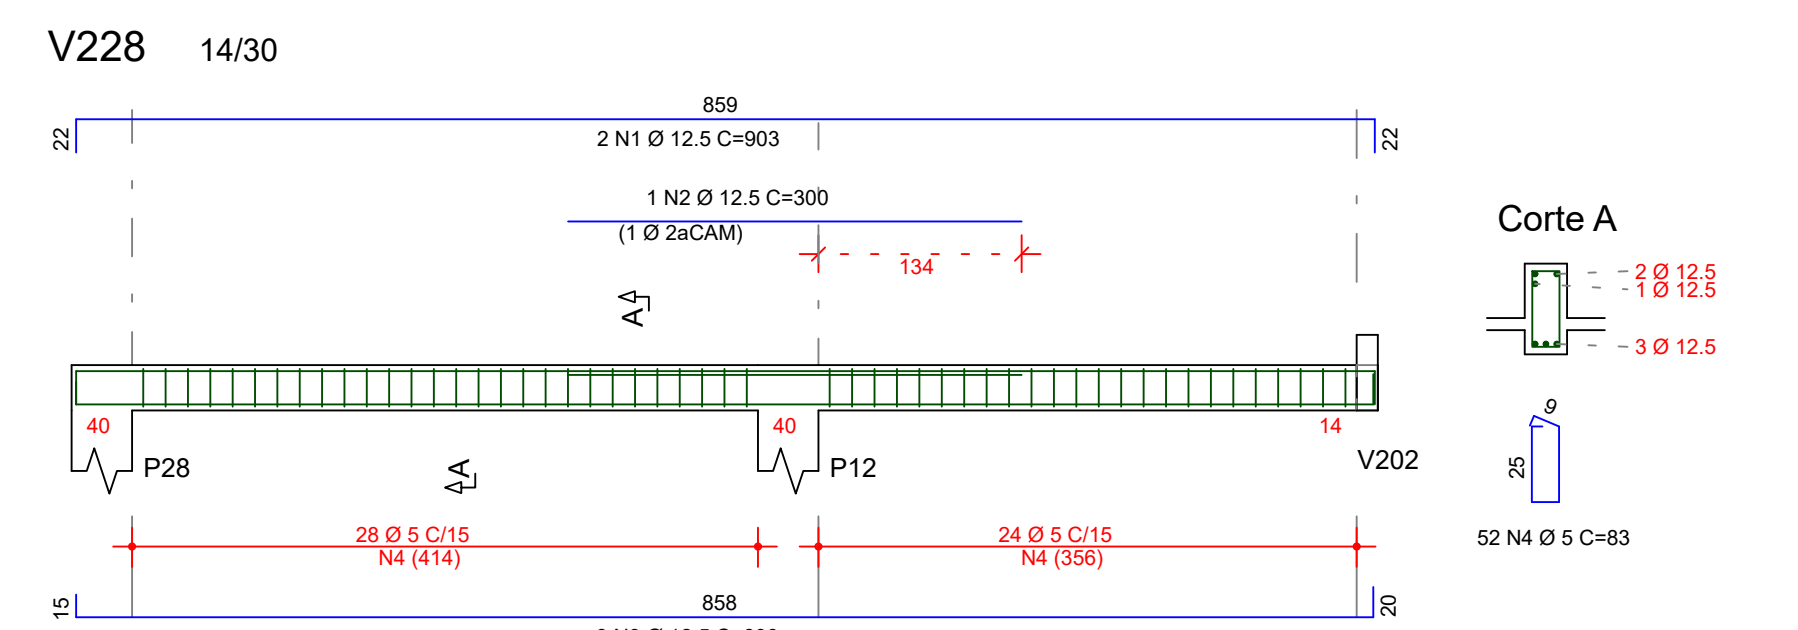 V228 14/30
859
22
22
2 N1 Ø 12.5 C=903
1 N2 Ø 12.5 C=300
(1 Ø 2aCAM)
134
A
Corte A
2 Ø 12.5
1 Ø 12.5
3 Ø 12.5
40
40
14
P28
A
P12
V202
9
25
52 N4 Ø 5 C=83
28 Ø 5 C/15
N4 (414)
24 Ø 5 C/15
N4 (356)
15
858
20